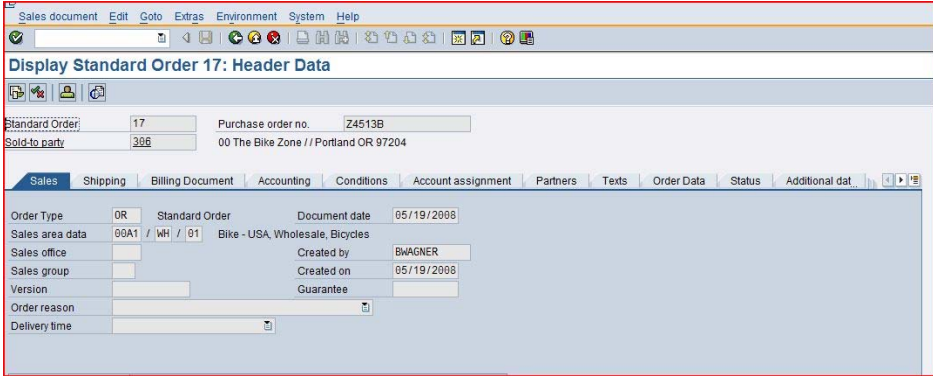 Sales document Edit Goto Extras Environment System Help
Display Standard Order 17: Header Data
Standard Order 17 Purchase order no. Z4513B
Sold-to party 306 00 The Bike Zone / / Portland OR 97204
Sales Shipping Billing Document Accounting Conditions Account assignment Partners Texts Order Data Status Additional dat
Order Type OR Standard Order Document date 05/19/2008
Sales area data 00A1 / WH / 01 Bike - USA, Wholesale, Bicycles
Sales office Created by BWAGNER
Sales group Created on 05/19/2008
Version Guarantee
Order reason
Delivery time